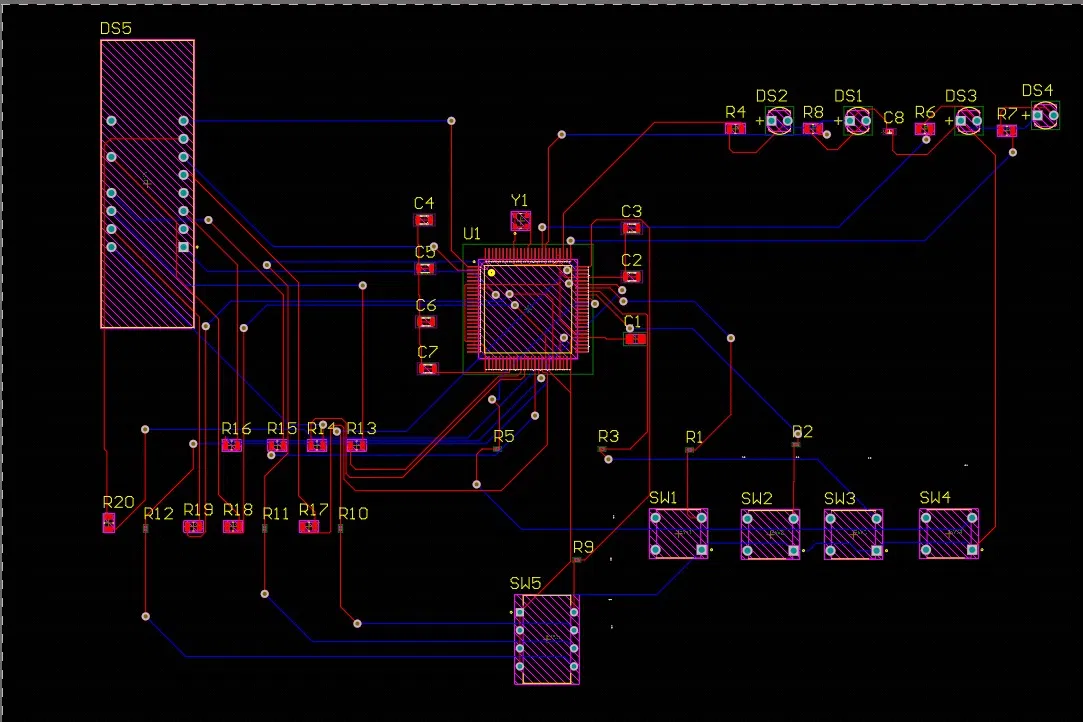 DS5
DS4
DS2
DS1
DS3
R4
R8
C8
R6
R7
+
+
+
+
C4
Y1
C3
U1
C5
C2
C6
C1
C7
R16
R15
R14
R13
R5
R3
R1
R2
R20
R12
R19
R18
R11
R17
R10
SW1
SW2
SW3
SW4
R9
SW5